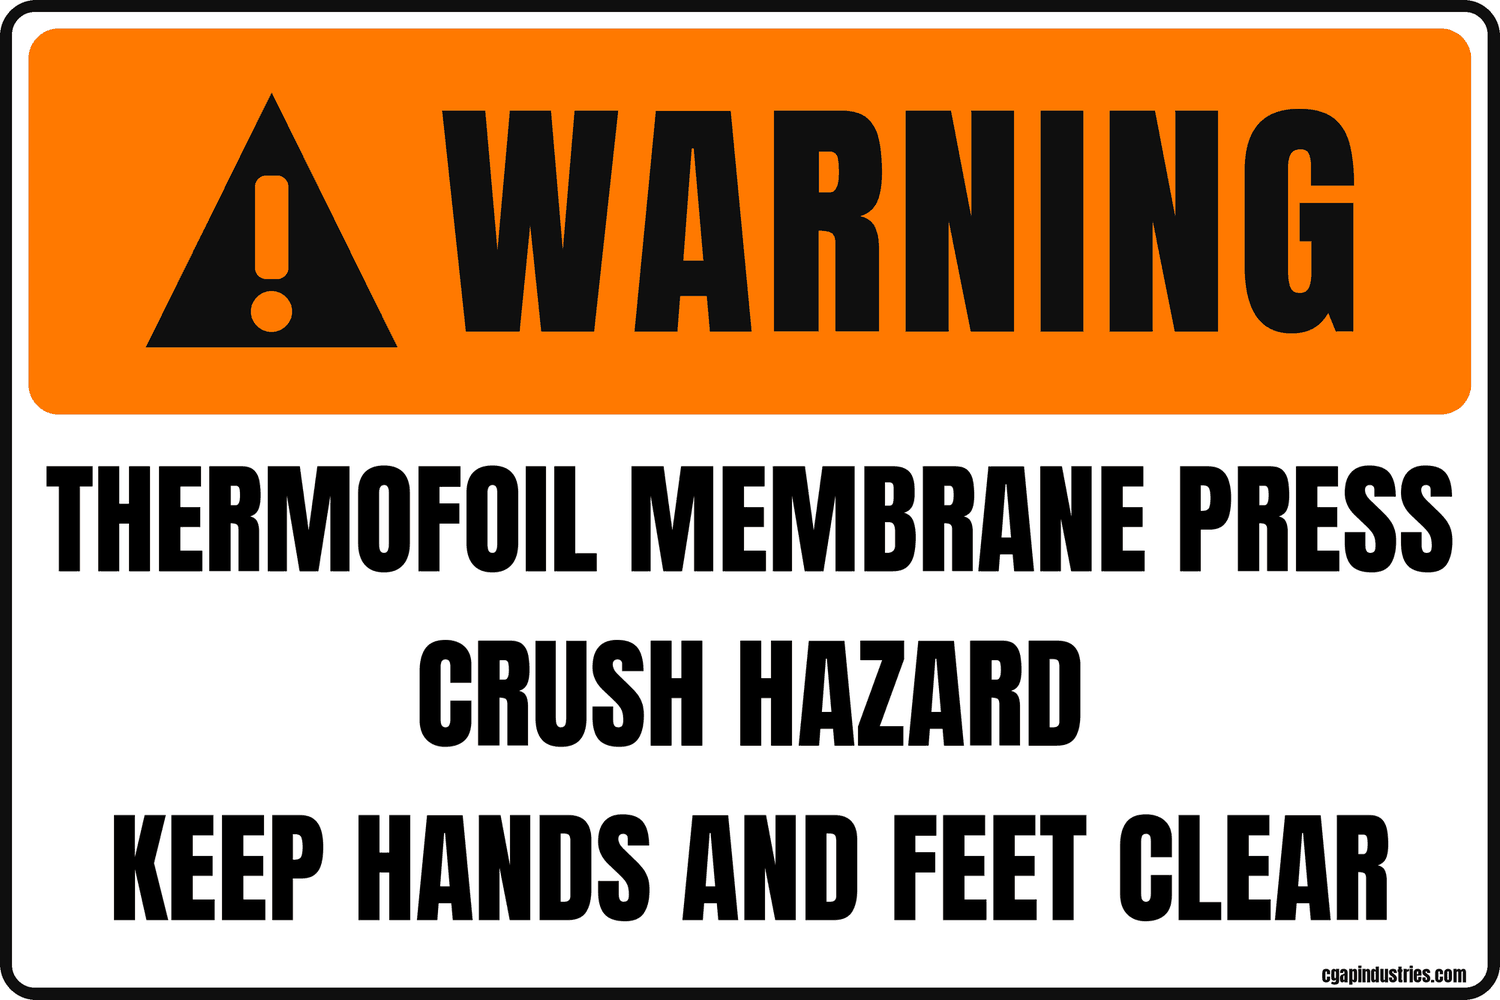 WARNING
THERMOFOIL MEMBRANE PRESS
CRUSH HAZARD
KEEP HANDS AND FEET CLEAR
cgapindustries.com